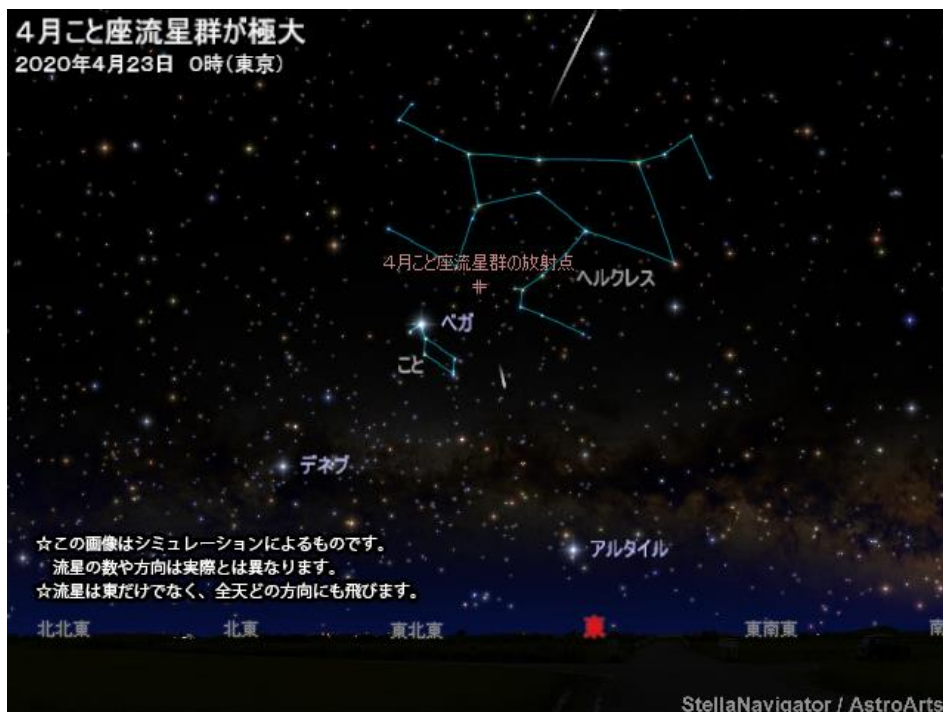 ４月こと座流星群が極大
2020年4月23日 0時（東京）
４月こと座流星群の放射点
ヘルクレス
ベガ
こと
デネブ
アルタイル
☆この画像はシミュレーションによるものです。
流星の数や方向は実際とは異なります。
☆流星は東だけでなく、全天どの方向にも飛びます。
北北東 北東 東北東 東 東南東 南
StellaNavigator / AstroArts